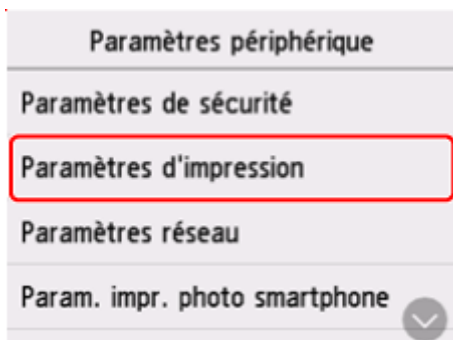 Paramètres périphérique
Paramètres de sécurité
Paramètres d'impression
Paramètres réseau
Param. impr. photo smartphone